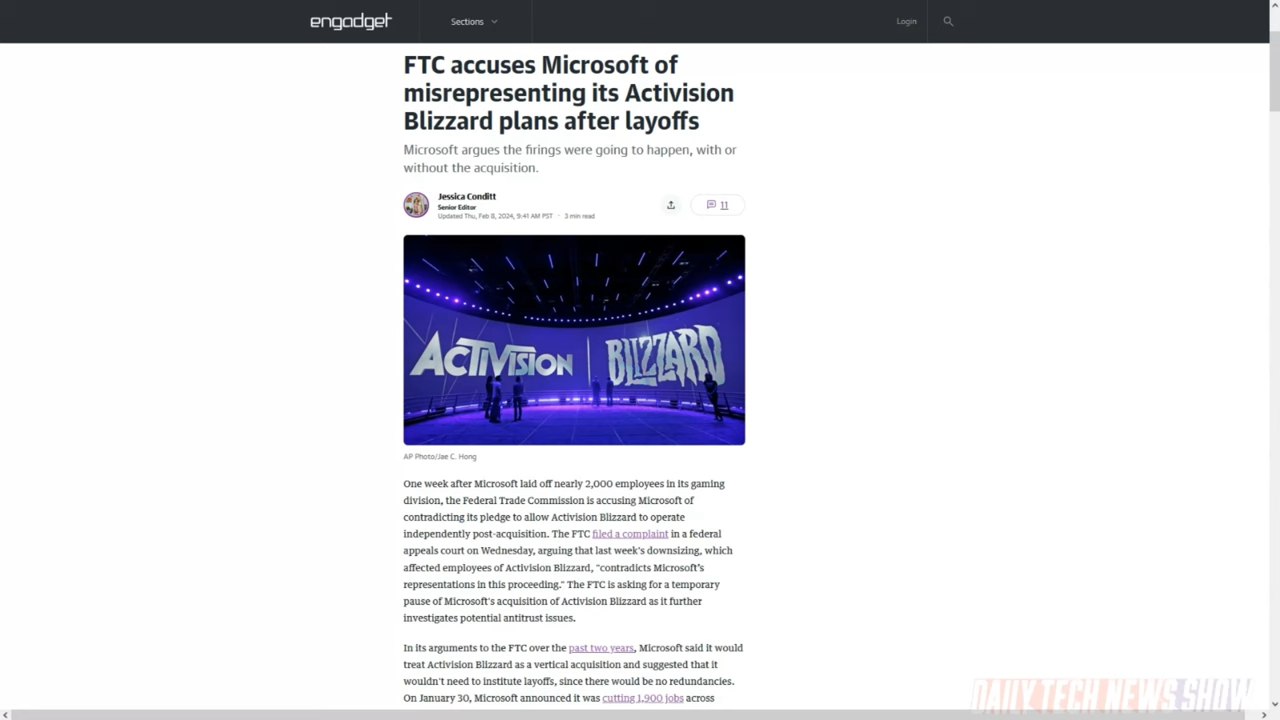 engadget
Sections
Login
FTC accuses Microsoft of
misrepresenting its Activision
Blizzard plans after layoffs
Microsoft argues the firings were going to happen, with or
without the acquisition.
Jessica Conditt
Senior Editor
Updated Thu, Feb 8, 2024, 9:41 AM PST · 3 min read
11
ACTIVISION | BLIZZARD
AP Photo/Jae C. Hong
One week after Microsoft laid off nearly 2,000 employees in its gaming
division, the Federal Trade Commission is accusing Microsoft of
contradicting its pledge to allow Activision Blizzard to operate
independently post-acquisition. The FTC filed a complaint in a federal
appeals court on Wednesday, arguing that last week's downsizing, which
affected employees of Activision Blizzard, "contradicts Microsoft's
representations in this proceeding." The FTC is asking for a temporary
pause of Microsoft's acquisition of Activision Blizzard as it further
investigates potential antitrust issues.
In its arguments to the FTC over the past two years, Microsoft said it would
treat Activision Blizzard as a vertical acquisition and suggested that it
wouldn't need to institute layoffs, since there would be no redundancies.
On January 30, Microsoft announced it was cutting 1,900 jobs across
DAILY TECH NEWS SHOW